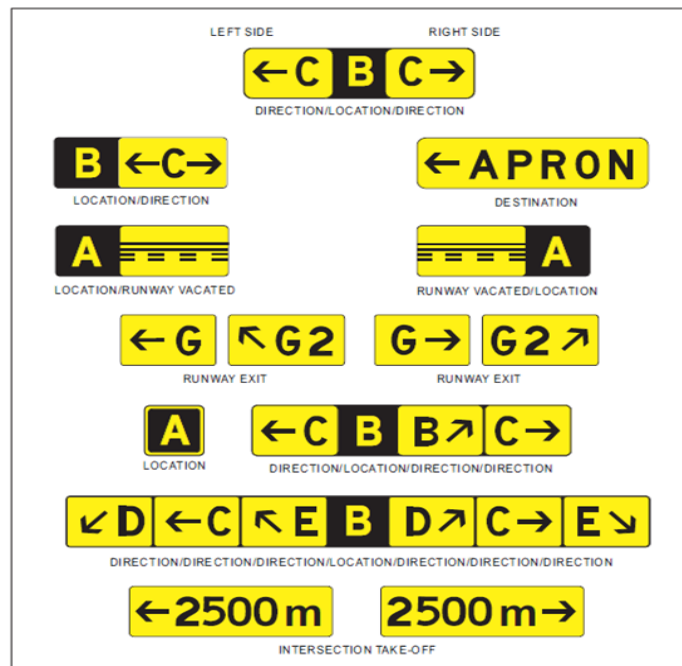 LEFT SIDE RIGHT SIDE
←C B C→
DIRECTION/LOCATION/DIRECTION
B ←C→ ←APRON
LOCATION/DIRECTION DESTINATION
A A
LOCATION/RUNWAY VACATED RUNWAY VACATED/LOCATION
←G ↖G2 G→ G2↗
RUNWAY EXIT RUNWAY EXIT
A ←C B B↗ C→
LOCATION DIRECTION/LOCATION/DIRECTION/DIRECTION
↙D ←C ↖E B D↗ C→ E↘
DIRECTION/DIRECTION/DIRECTION/LOCATION/DIRECTION/DIRECTION/DIRECTION
←2500 m 2500 m→
INTERSECTION TAKE-OFF